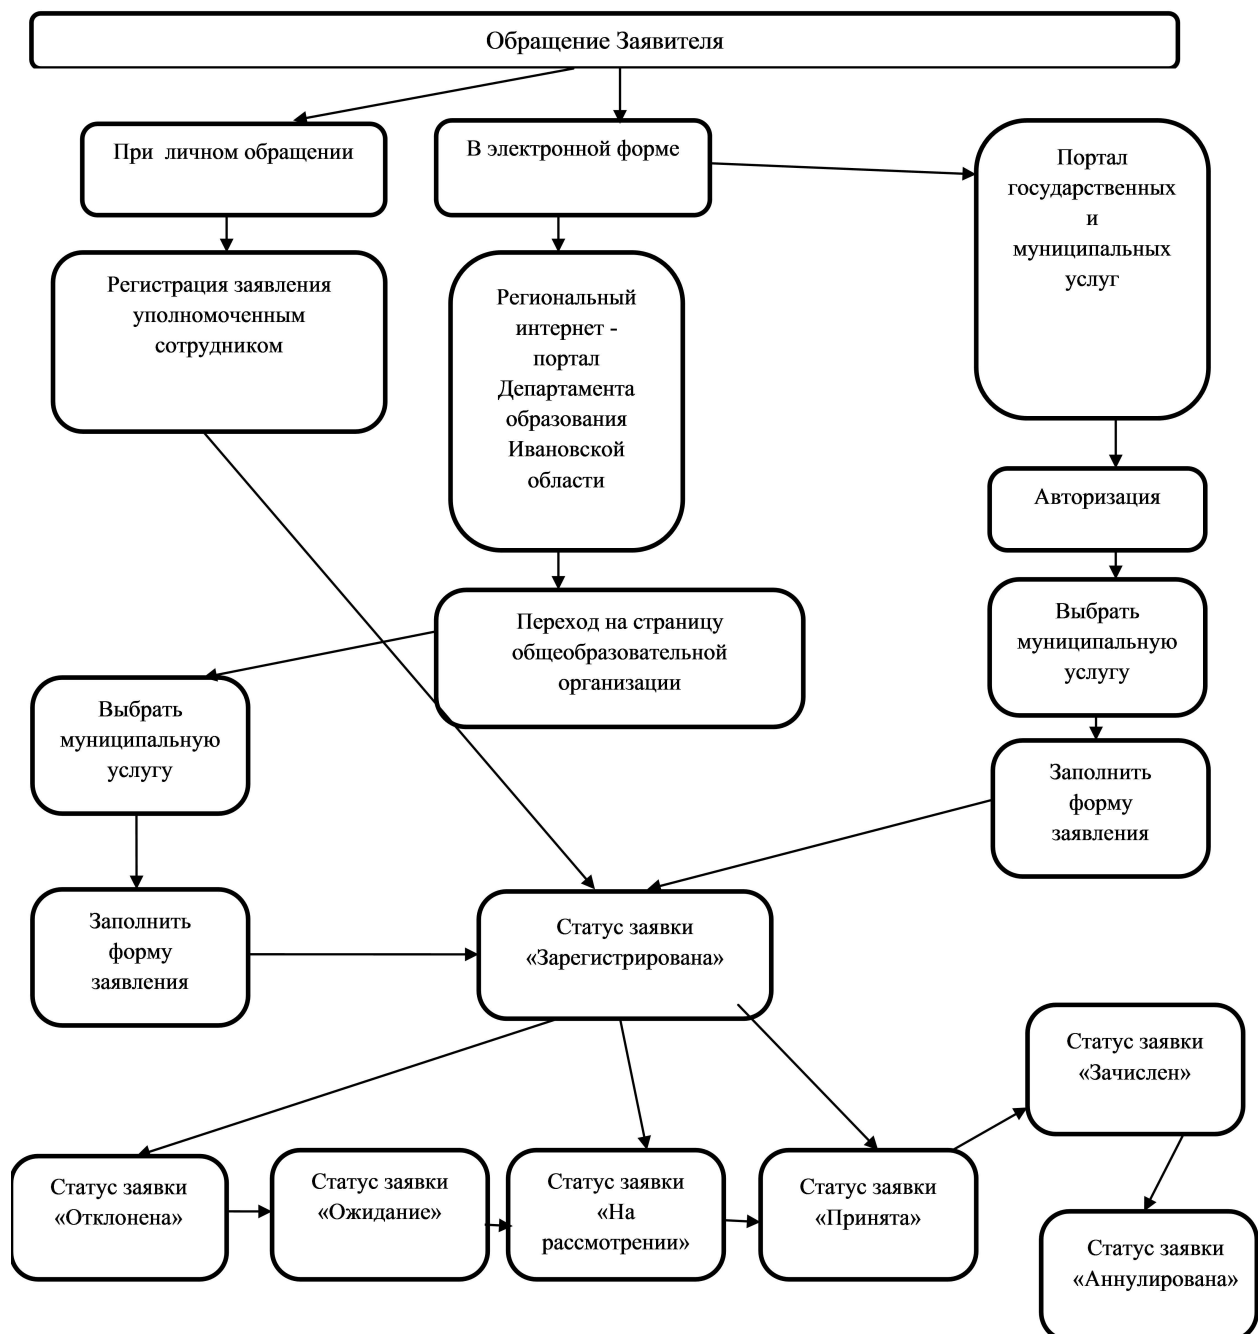 Обращение Заявителя
При личном обращении
В электронной форме
Портал
государственных
и
муниципальных
услуг
Регистрация заявления
уполномоченным
сотрудником
Региональный
интернет -
портал
Департамента
образования
Ивановской
области
Авторизация
Переход на страницу
общеобразовательной
организации
Выбрать
муниципальную
услугу
Выбрать
муниципальную
услугу
Заполнить
форму
заявления
Заполнить
форму
заявления
Статус заявки
«Зарегистрирована»
Статус заявки
«Зачислен»
Статус заявки
«Отклонена»
Статус заявки
«Ожидание»
Статус заявки
«На
рассмотрении»
Статус заявки
«Принята»
Статус заявки
«Аннулирована»